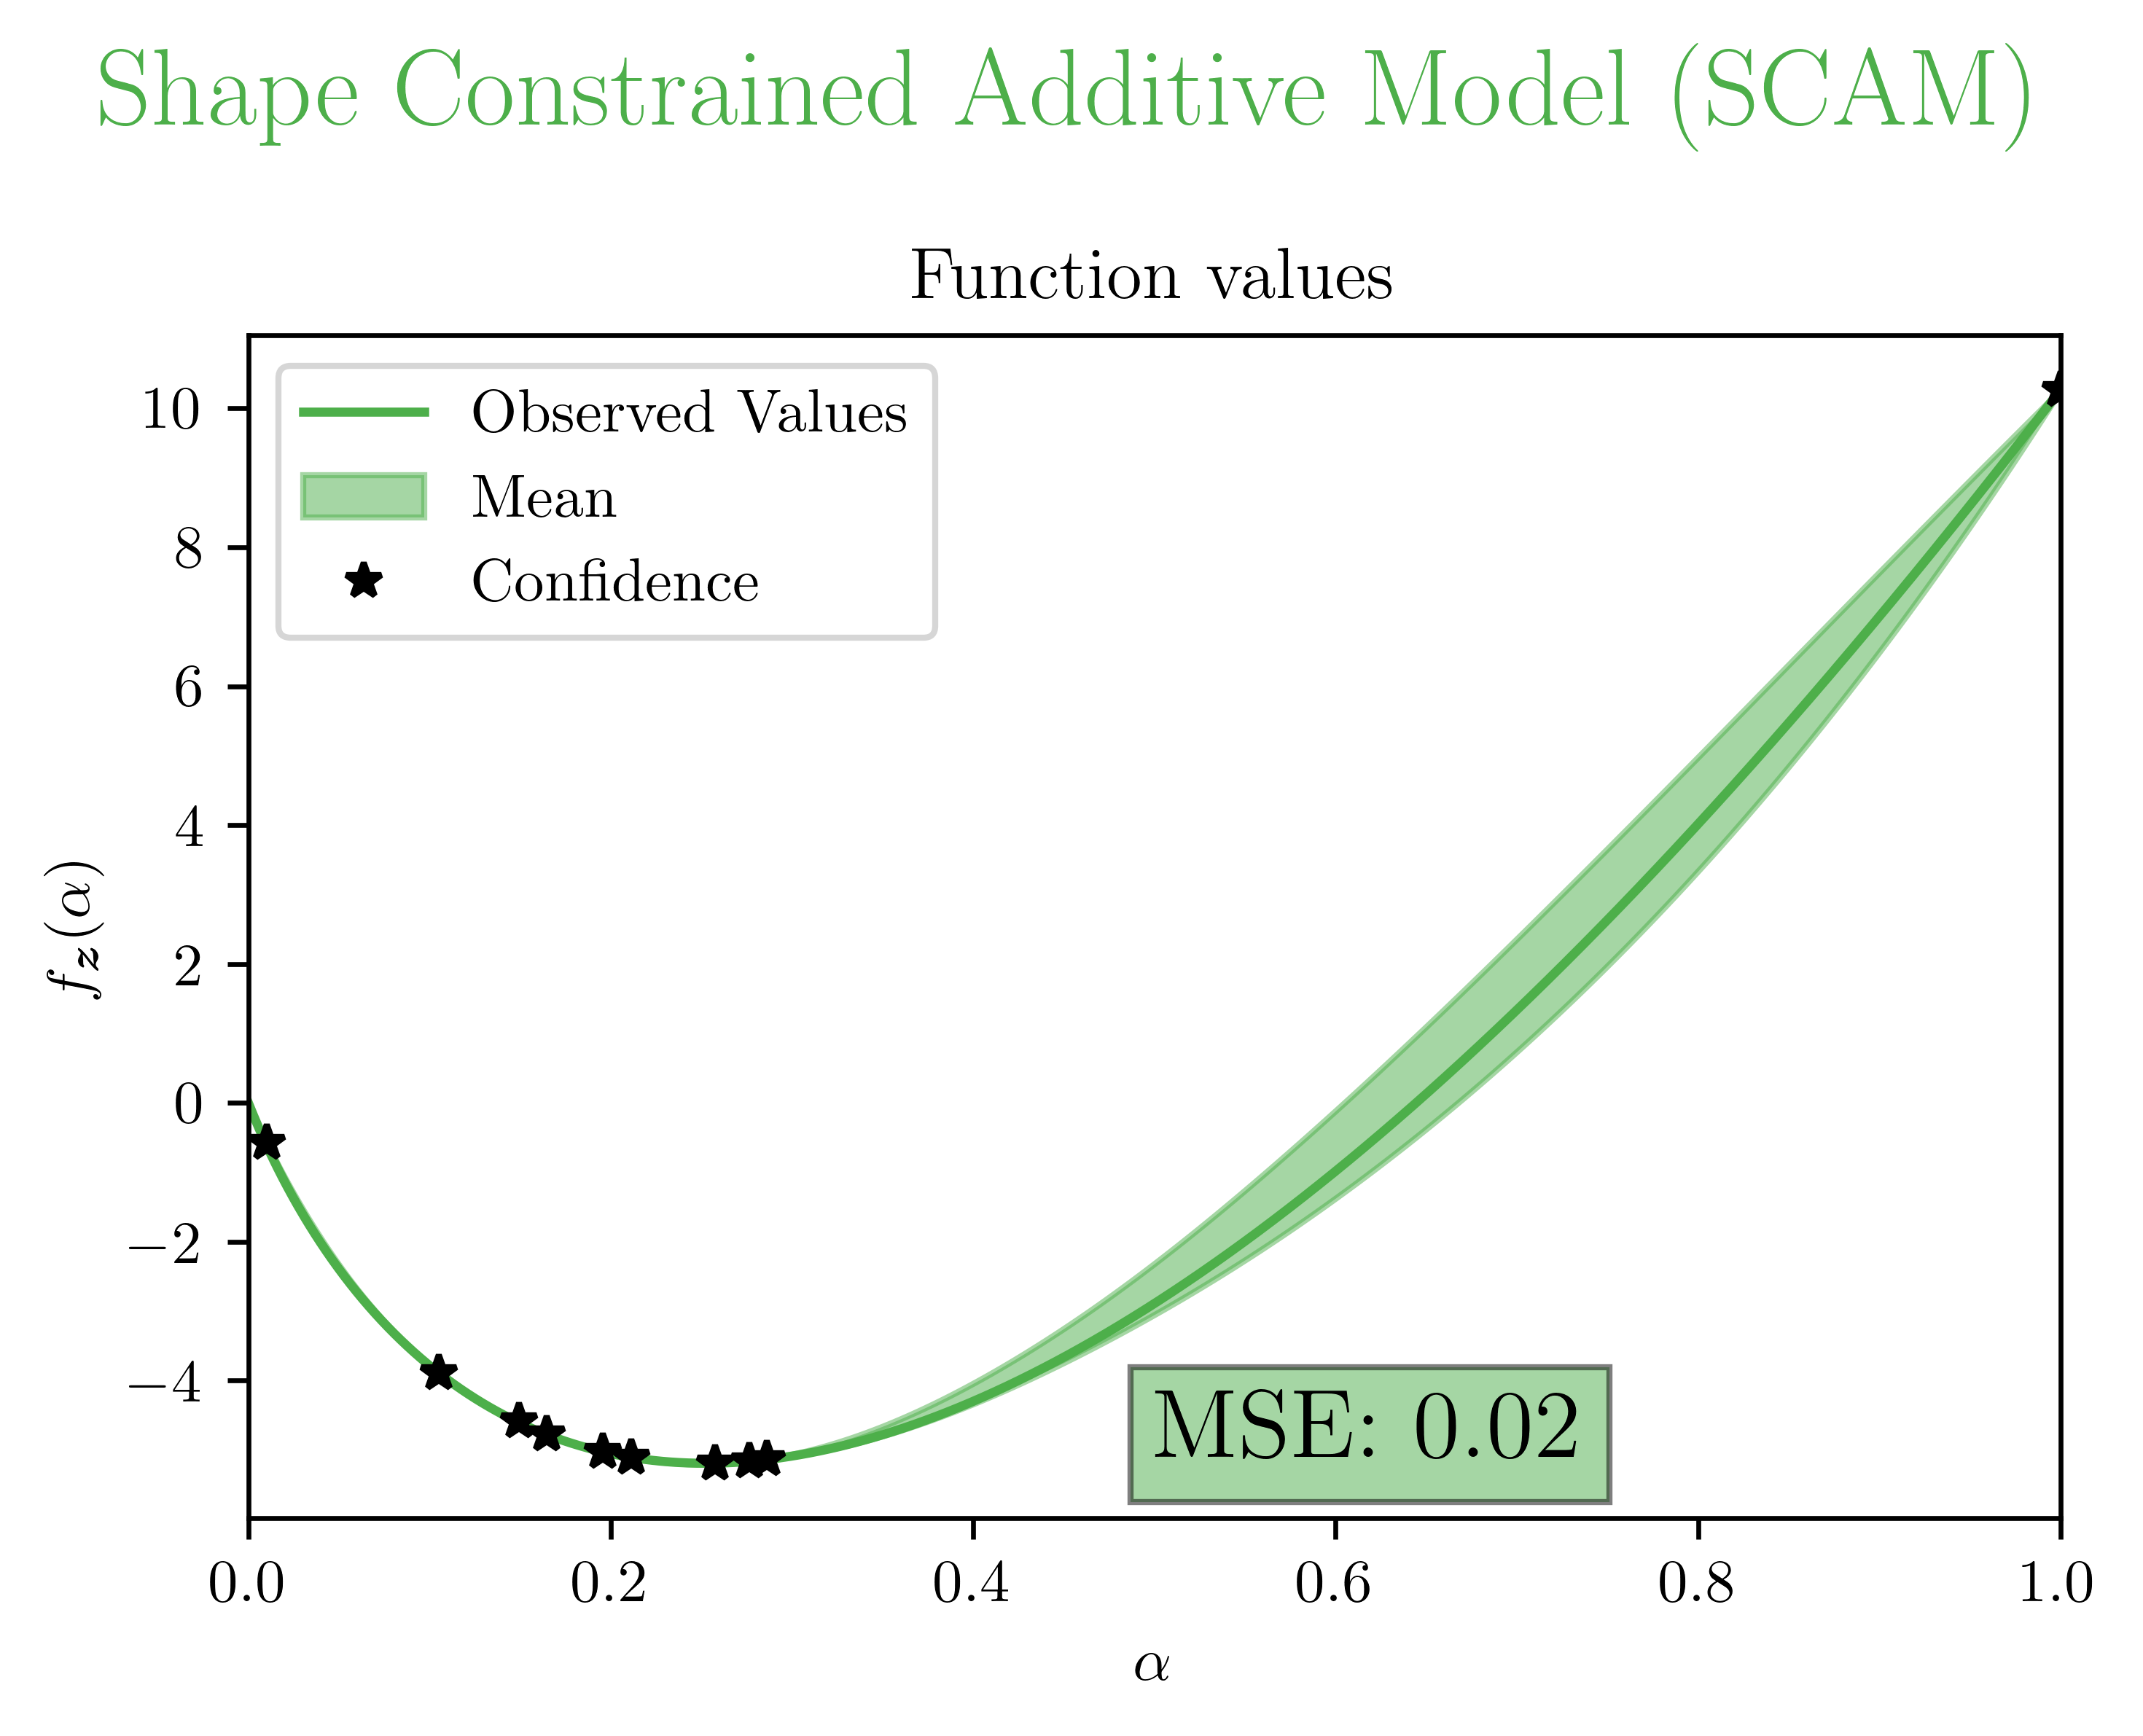 Shape Constrained Additive Model (SCAM)
Function values
Observed Values
Mean
Confidence
10
8
6
4
2
0
−2
−4
f_z(α)
MSE: 0.02
0.0 0.2 0.4 0.6 0.8 1.0
α